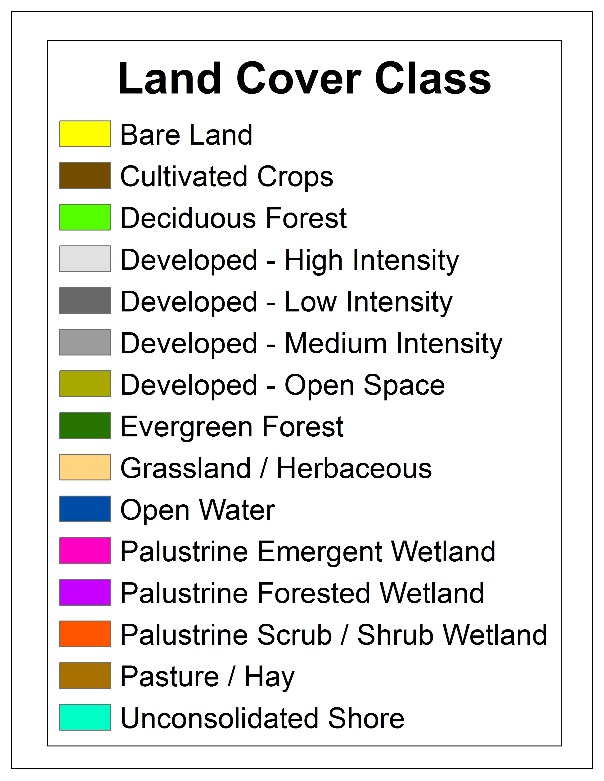 Land Cover Class
Bare Land
Cultivated Crops
Deciduous Forest
Developed - High Intensity
Developed - Low Intensity
Developed - Medium Intensity
Developed - Open Space
Evergreen Forest
Grassland / Herbaceous
Open Water
Palustrine Emergent Wetland
Palustrine Forested Wetland
Palustrine Scrub / Shrub Wetland
Pasture / Hay
Unconsolidated Shore